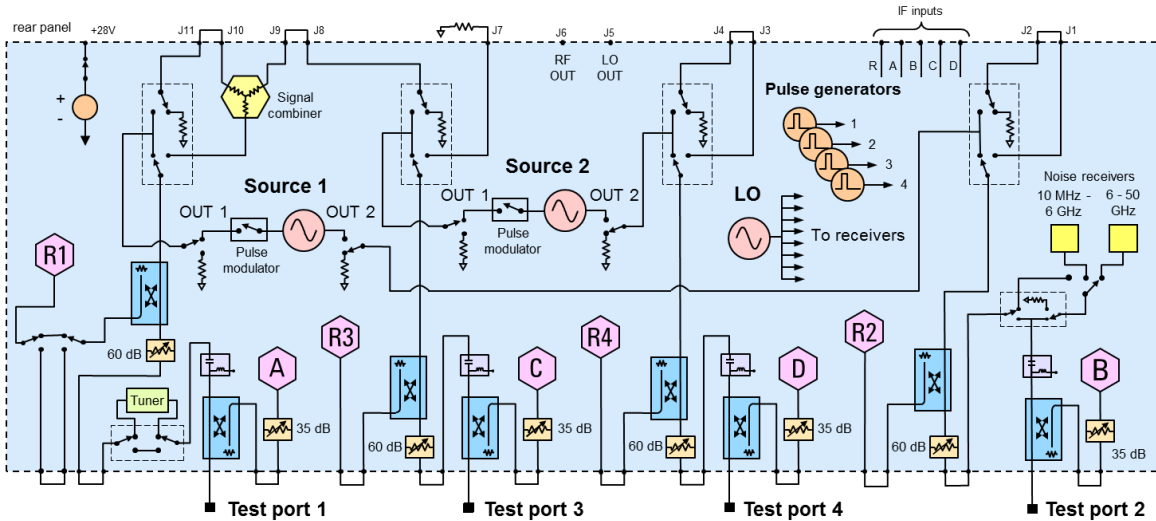 rear panel
+28V
J11
J10
J9
J8
J7
J6
J5
J4
J3
IF inputs
J2
J1
RF
OUT
LO
OUT
R
A
B
C
D
+
-
Signal
combiner
Pulse generators
1
2
3
4
Source 1
Source 2
LO
To receivers
Noise receivers
10 MHz -
6 GHz
6 - 50
GHz
OUT 1
OUT 2
Pulse
modulator
OUT 1
OUT 2
Pulse
modulator
R1
R3
R4
R2
60 dB
A
C
D
B
Tuner
35 dB
60 dB
35 dB
60 dB
35 dB
60 dB
35 dB
Test port 1
Test port 3
Test port 4
Test port 2